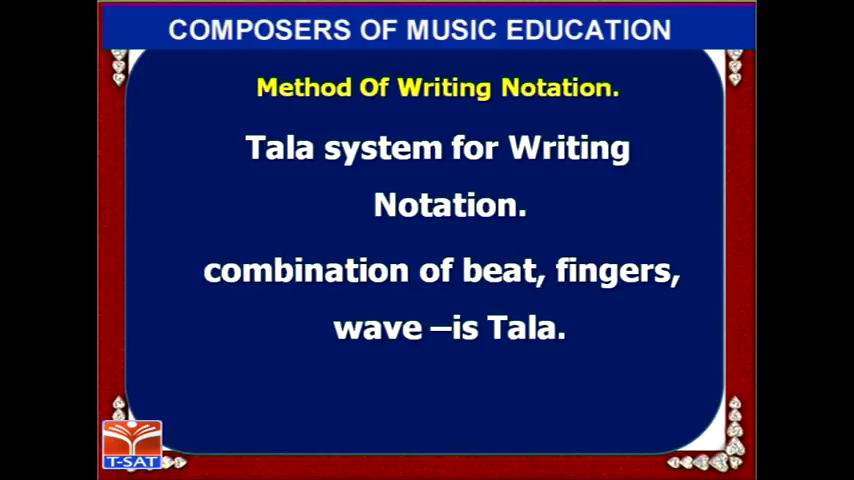 COMPOSERS OF MUSIC EDUCATION
Method Of Writing Notation.
Tala system for Writing
Notation.
combination of beat, fingers,
wave –is Tala.
T-SAT